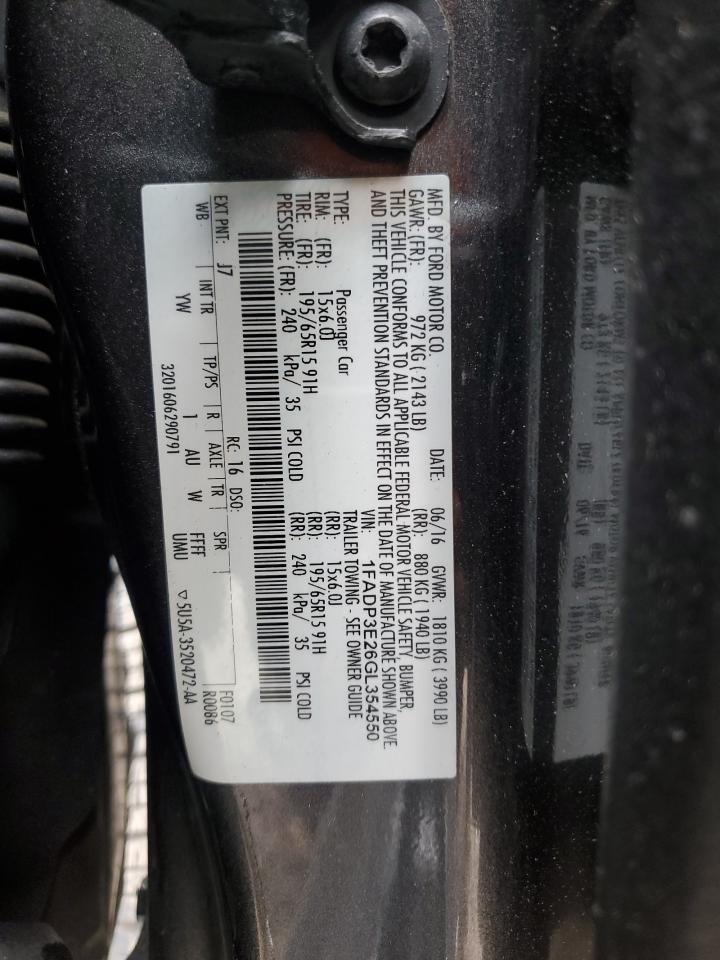 MFD. BY FORD MOTOR CO.
DATE: 06/16 GVWR: 1810 KG ( 3990 LB)
GAWR: (FR): 972 KG ( 2143 LB) (RR): 880 KG ( 1940 LB)
THIS VEHICLE CONFORMS TO ALL APPLICABLE FEDERAL MOTOR VEHICLE SAFETY, BUMPER,
AND THEFT PREVENTION STANDARDS IN EFFECT ON THE DATE OF MANUFACTURE SHOWN ABOVE.
VIN: 1FADP3E26GL354550
TYPE: Passenger Car TRAILER TOWING - SEE OWNER GUIDE
RIM: (FR): 15x6.0J (RR): 15x6.0J
TIRE: (FR): 195/65R15 91H (RR): 195/65R15 91H
PRESSURE: (FR): 240 kPa/ 35 PSI COLD (RR): 240 kPa/ 35 PSI COLD
EXT PNT: J7 RC: 16 DSO: F0107
WB INT TR TP/PS R AXLE TR SPR R0086
YW 1 AU W FFFF UMU
3201606290791 ▽5U5A-3520472-AA